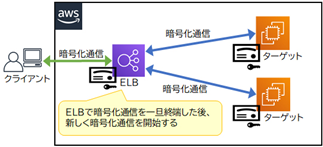 aws
暗号化通信
暗号化通信
クライアント
ELB
ターゲット
ELBで暗号化通信を一旦終端した後、
新しく暗号化通信を開始する
暗号化通信
ターゲット